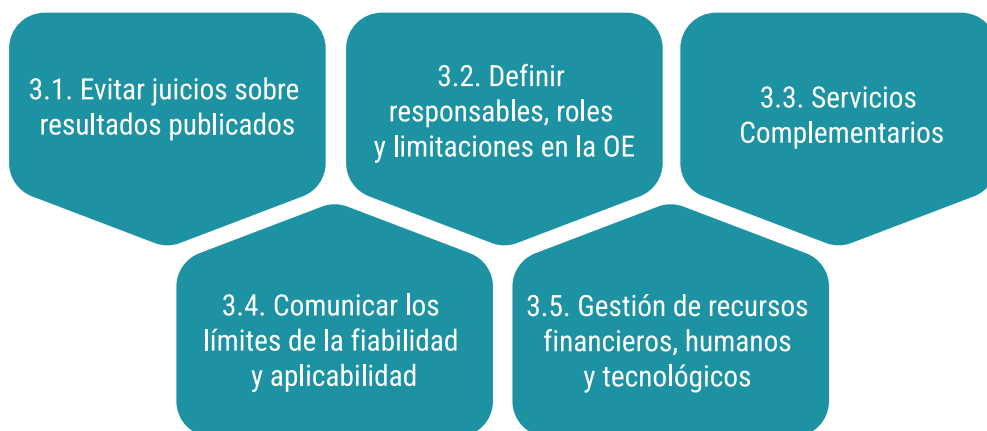 3.1. Evitar juicios sobre
resultados publicados
3.2. Definir
responsables, roles
y limitaciones en la OE
3.3. Servicios
Complementarios
3.4. Comunicar los
límites de la fiabilidad
y aplicabilidad
3.5. Gestión de recursos
financieros, humanos
y tecnológicos